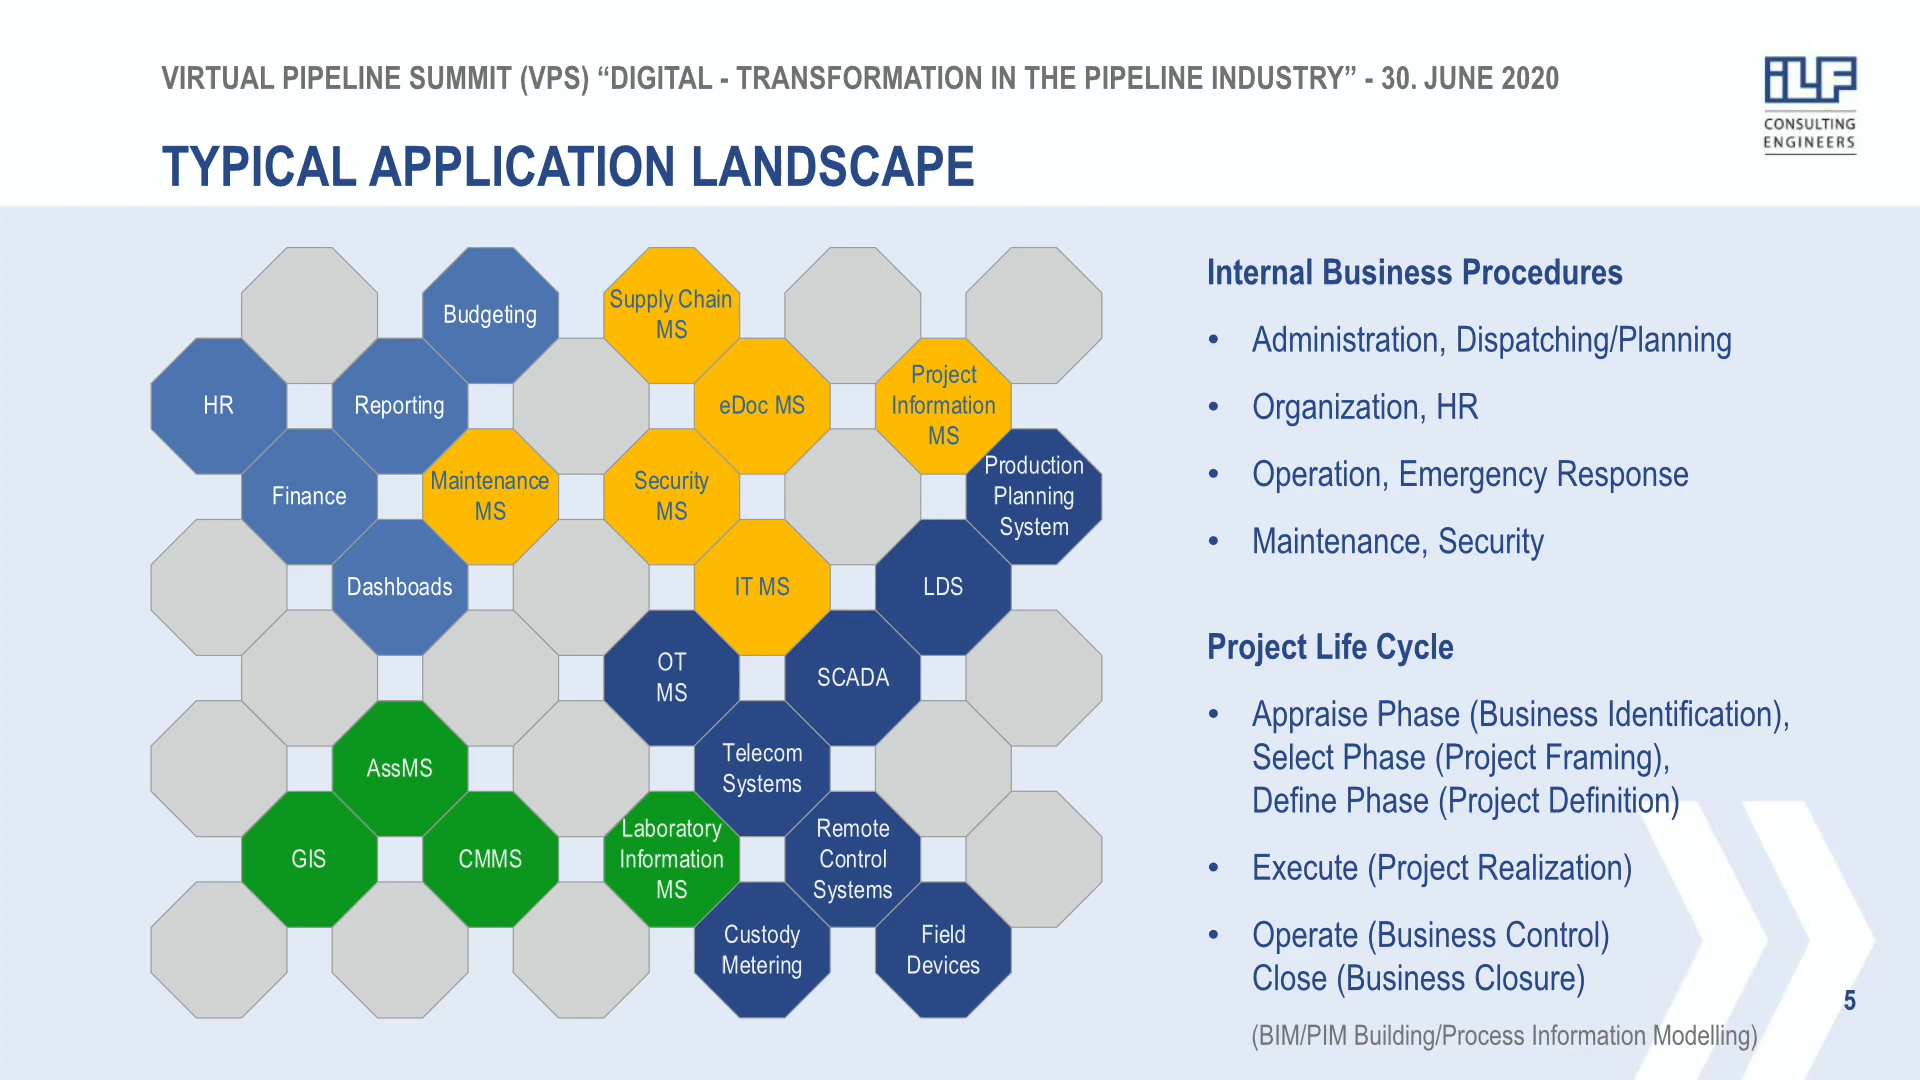 VIRTUAL PIPELINE SUMMIT (VPS) “DIGITAL - TRANSFORMATION IN THE PIPELINE INDUSTRY” - 30. JUNE 2020
TYPICAL APPLICATION LANDSCAPE
ILF
CONSULTING
ENGINEERS
Budgeting
Supply Chain
MS
HR
Reporting
eDoc MS
Project
Information
MS
Finance
Maintenance
MS
Security
MS
Production
Planning
System
Dashboads
IT MS
LDS
OT
MS
SCADA
AssMS
Telecom
Systems
GIS
CMMS
Laboratory
Information
MS
Remote
Control
Systems
Custody
Metering
Field
Devices
Internal Business Procedures
• Administration, Dispatching/Planning
• Organization, HR
• Operation, Emergency Response
• Maintenance, Security
Project Life Cycle
• Appraise Phase (Business Identification),
Select Phase (Project Framing),
Define Phase (Project Definition)
• Execute (Project Realization)
• Operate (Business Control)
Close (Business Closure)
(BIM/PIM Building/Process Information Modelling)
5